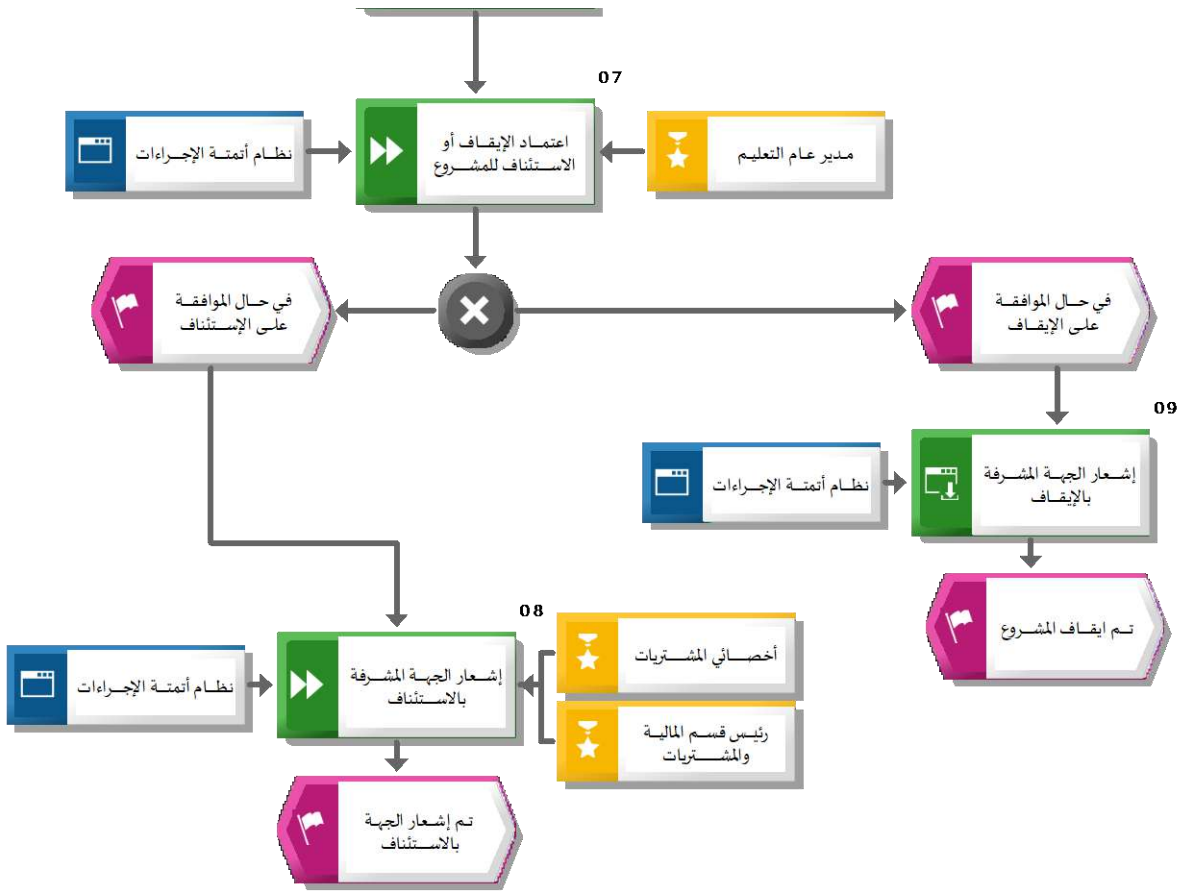 07
مدير عام التعليم
اعتماد الإيقاف أو
الاستئناف للمشروع
نظام أتمتة الإجراءات
في حال الموافقة
على الإيقاف
في حال الموافقة
على الإستئناف
09
إشعار الجهة المشرفة
بالإيقاف
نظام أتمتة الإجراءات
تم ايقاف المشروع
08
أخصائي المشتريات
رئيس قسم المالية
والمشتريات
إشعار الجهة المشرفة
بالاستئناف
نظام أتمتة الإجراءات
تم إشعار الجهة
بالاستئناف